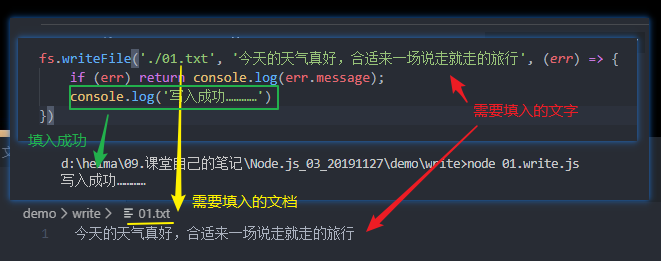 fs.writeFile('./01.txt', '今天的天气真好，合适来一场说走就走的旅行', (err) => {
if (err) return console.log(err.message);
console.log('写入成功…………')
})
需要填入的文字
填入成功
d:\heima\09.课堂自己的笔记\Node.js_03_20191127\demo\write>node 01.write.js
写入成功…………
需要填入的文档
demo > write > 01.txt
1 今天的天气真好，合适来一场说走就走的旅行